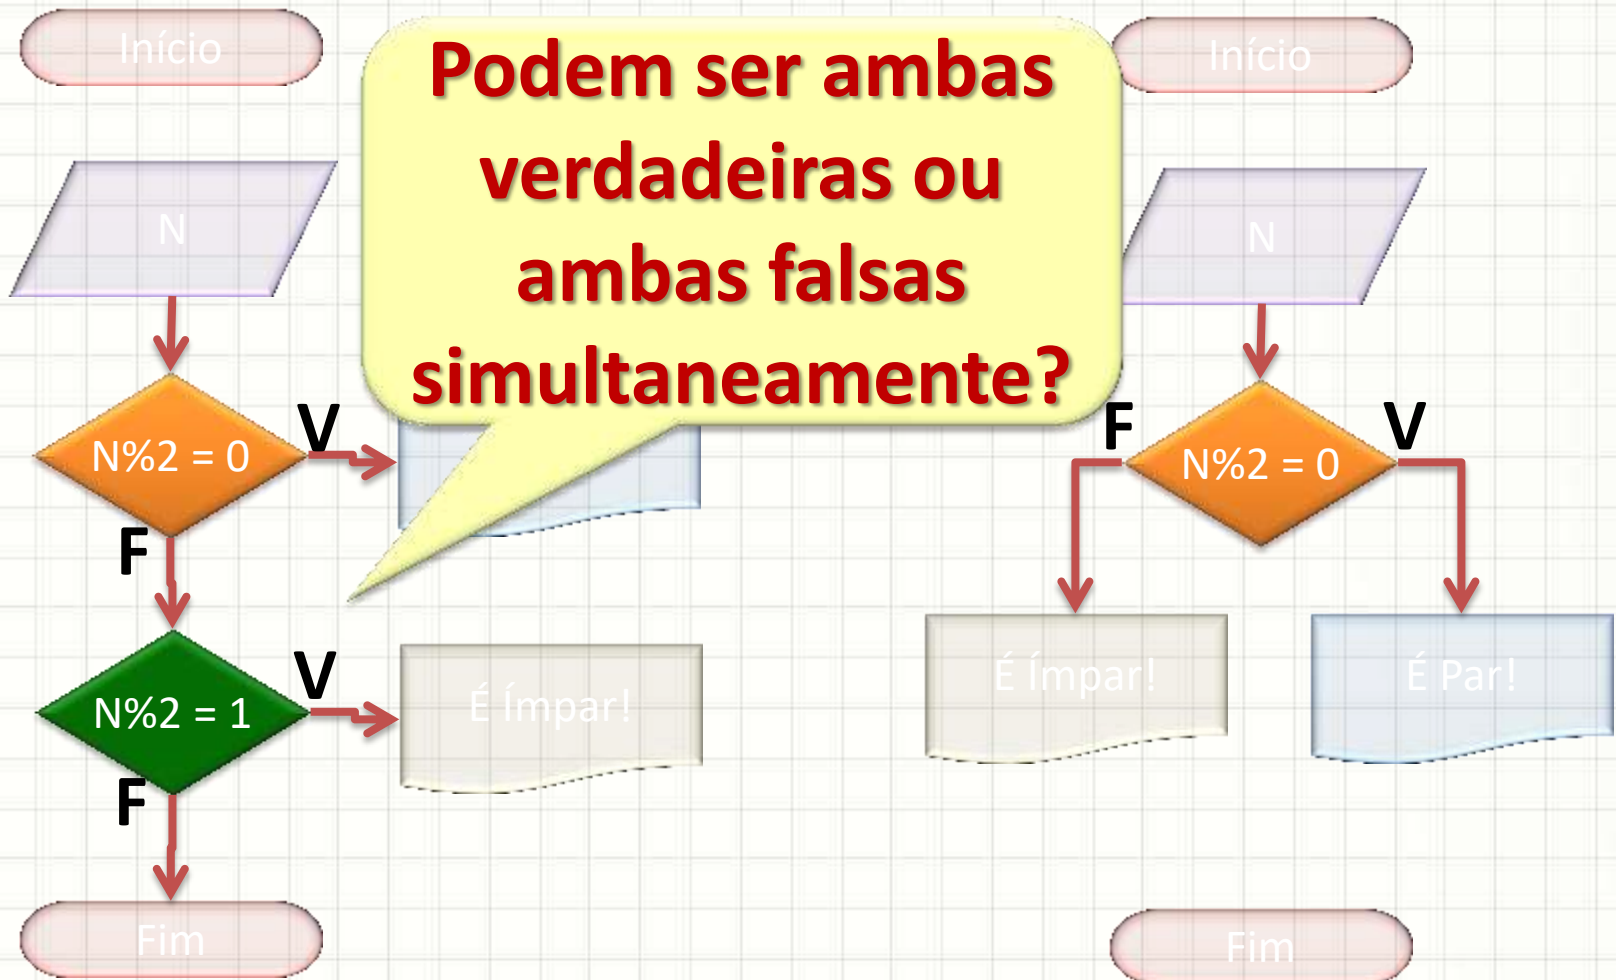 Início
N
N%2 = 0
V
F
N%2 = 1
V
É Ímpar!
F
Fim
Podem ser ambas
verdadeiras ou
ambas falsas
simultaneamente?
Início
N
F
N%2 = 0
V
É Ímpar!
É Par!
Fim